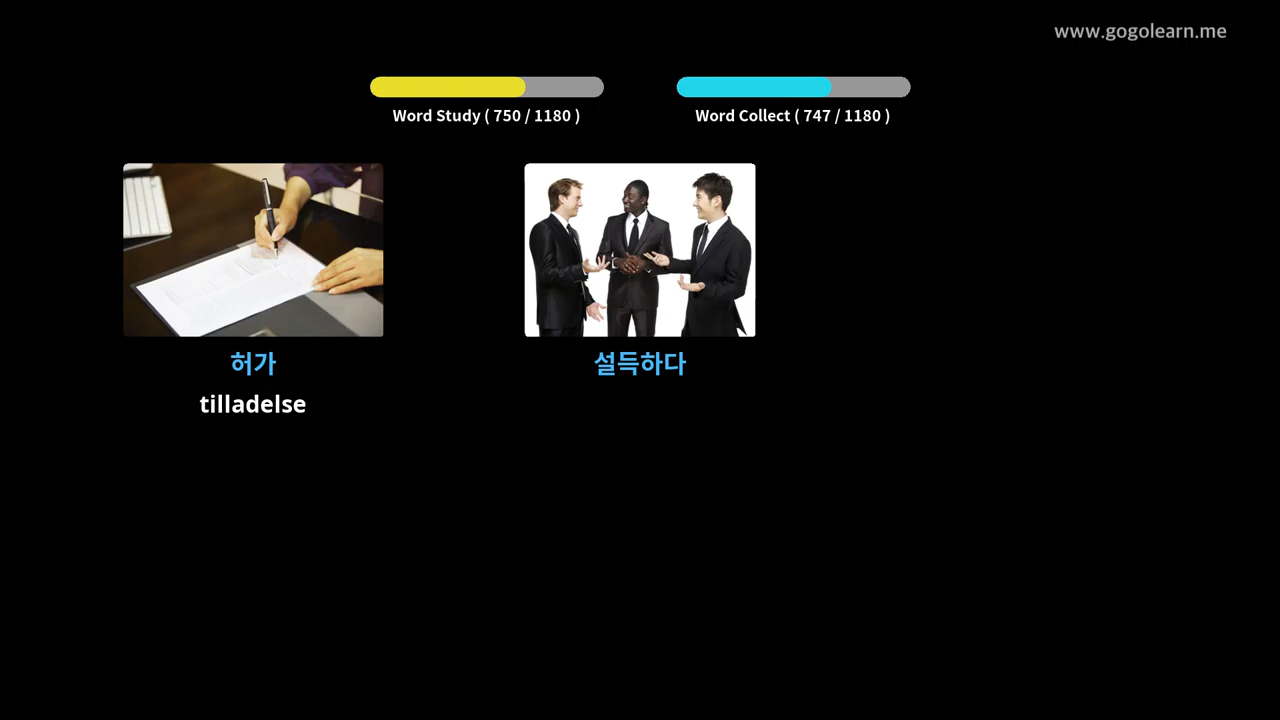 www.gogolearn.me
Word Study ( 750 / 1180 )
Word Collect ( 747 / 1180 )
허가
tilladelse
설득하다